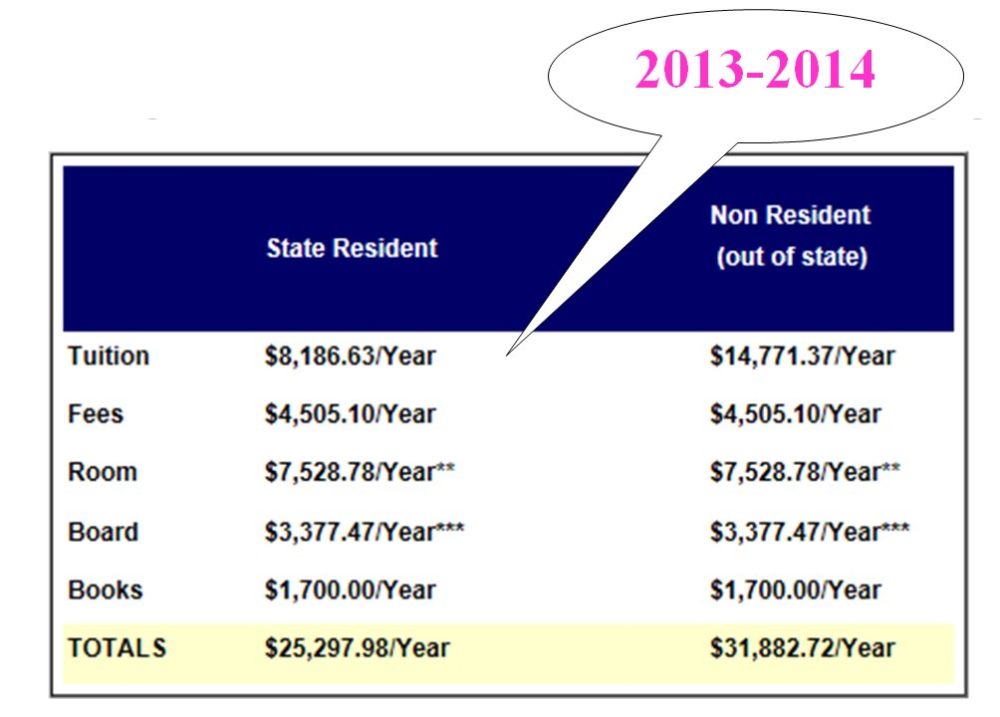 2013-2014
State Resident Non Resident
(out of state)
Tuition $8,186.63/Year $14,771.37/Year
Fees $4,505.10/Year $4,505.10/Year
Room $7,528.78/Year** $7,528.78/Year**
Board $3,377.47/Year*** $3,377.47/Year***
Books $1,700.00/Year $1,700.00/Year
TOTALS $25,297.98/Year $31,882.72/Year